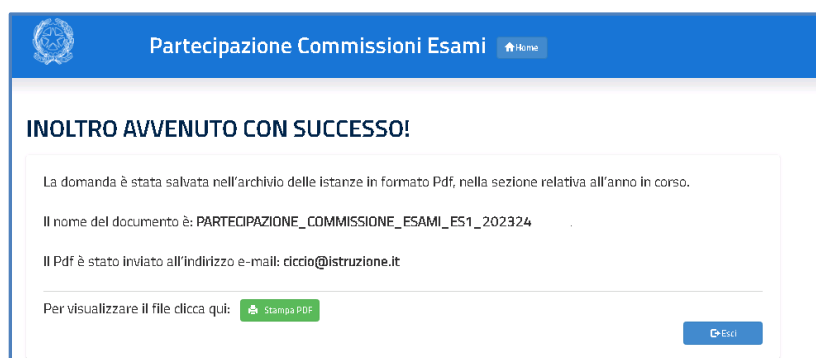 Partecipazione Commissioni Esami Home
INOLTRO AVVENUTO CON SUCCESSO!
La domanda è stata salvata nell'archivio delle istanze in formato Pdf, nella sezione relativa all'anno in corso.
Il nome del documento è: PARTECIPAZIONE_COMMISSIONE_ESAMI_ES1_202324
Il Pdf è stato inviato all'indirizzo e-mail: ciccio@istruzione.it
Per visualizzare il file clicca qui: Stampa PDF
Esci